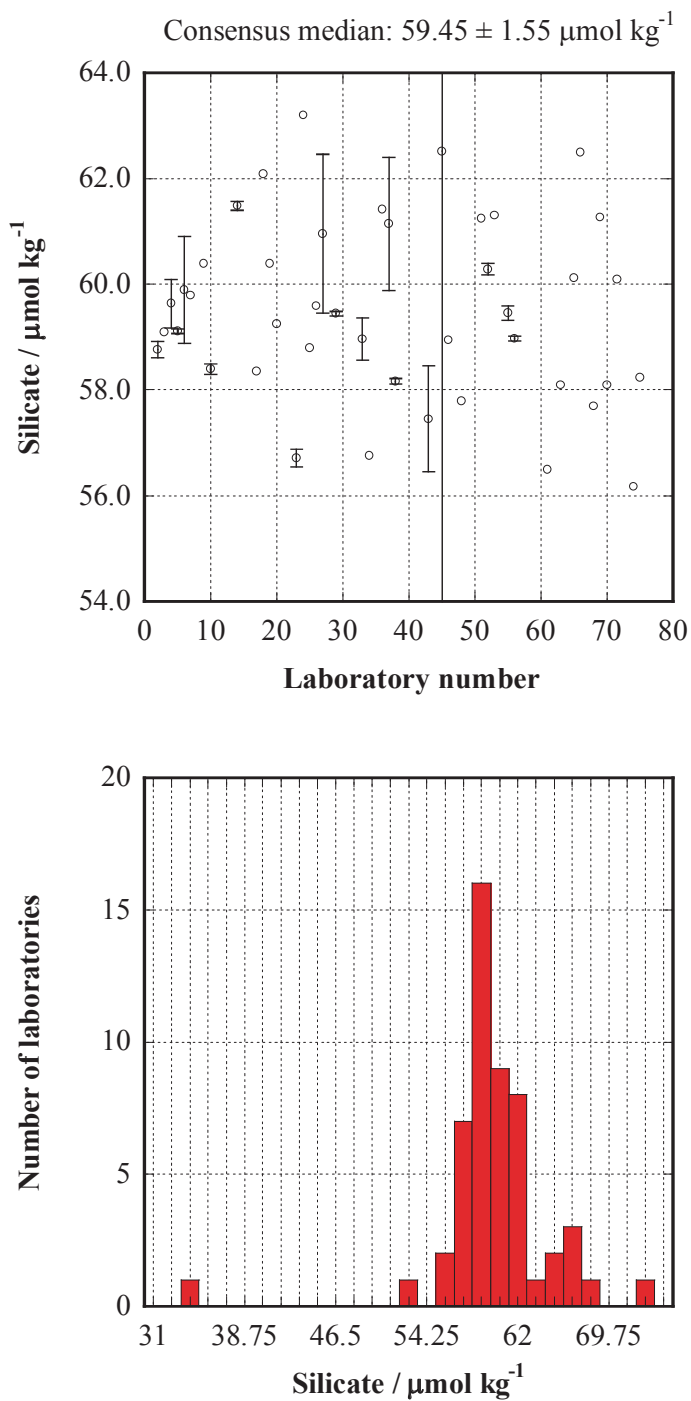 Consensus median: 59.45 ± 1.55 µmol kg⁻¹
64.0
62.0
60.0
58.0
56.0
54.0
Silicate / µmol kg⁻¹
0 10 20 30 40 50 60 70 80
Laboratory number
20
15
10
5
0
Number of laboratories
31 38.75 46.5 54.25 62 69.75
Silicate / µmol kg⁻¹